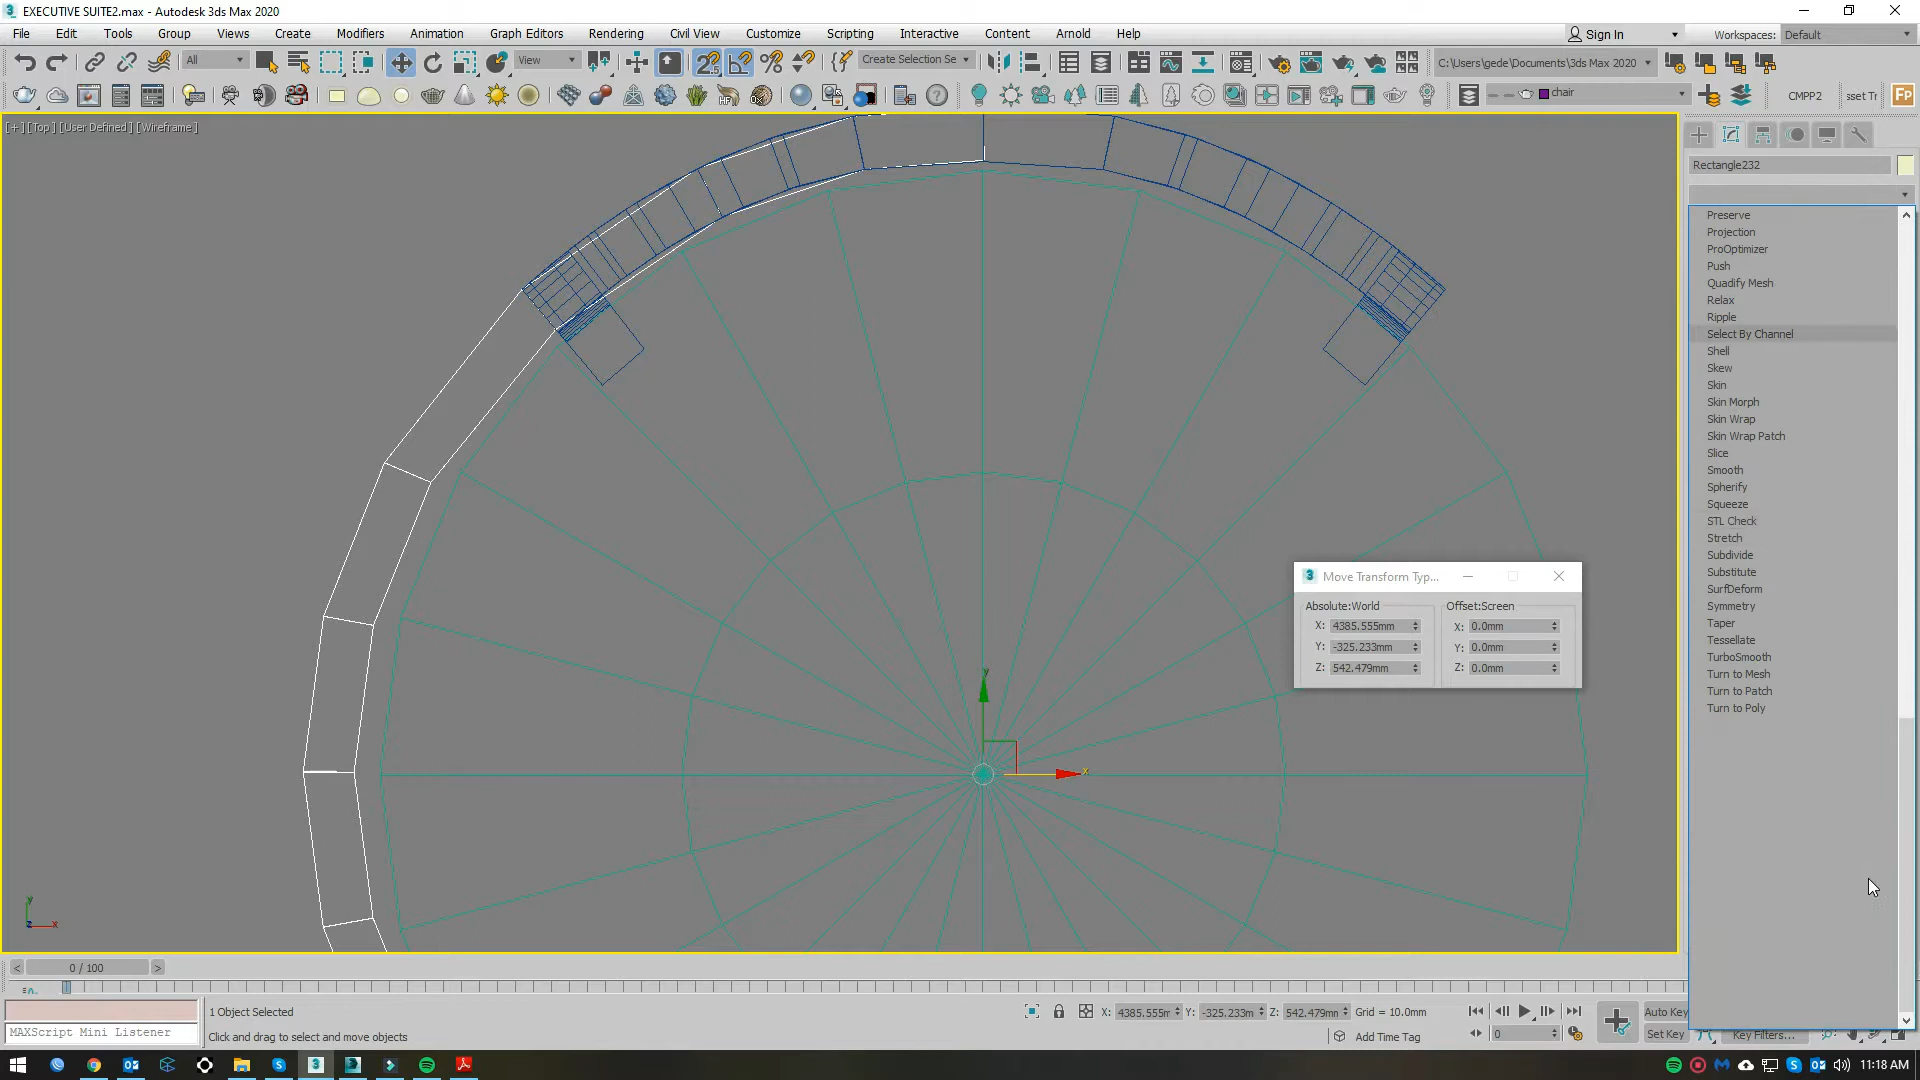 EXECUTIVE SUITE2.max - Autodesk 3ds Max 2020
File Edit Tools Group Views Create Modifiers Animation Graph Editors Rendering Civil View Customize Scripting Interactive Content Arnold Help
Sign In
Workspaces: Default
All
View
Create Selection Se
C:\Users\gede\Documents\3ds Max 2020
chair
CMPP2
sset Tr
[+] [Top] [User Defined] [Wireframe]
Rectangle232
Preserve
Projection
ProOptimizer
Push
Quadify Mesh
Relax
Ripple
Select By Channel
Shell
Skew
Skin
Skin Morph
Skin Wrap
Skin Wrap Patch
Slice
Smooth
Spherify
Squeeze
STL Check
Stretch
Subdivide
Substitute
SurfDeform
Symmetry
Taper
Tessellate
TurboSmooth
Turn to Mesh
Turn to Patch
Turn to Poly
Move Transform Typ...
Absolute:World Offset:Screen
X: 4385.555mm X: 0.0mm
Y: -325.233mm Y: 0.0mm
Z: 542.479mm Z: 0.0mm
y
x
y
x
z
< 0 / 100 >
1 Object Selected
X: 4385.555m Y: -325.233m Z: 542.479mn Grid = 10.0mm
Auto Key
MAXScript Mini Listener
Click and drag to select and move objects
Add Time Tag
0
Set Key
Key Filters...
11:18 AM